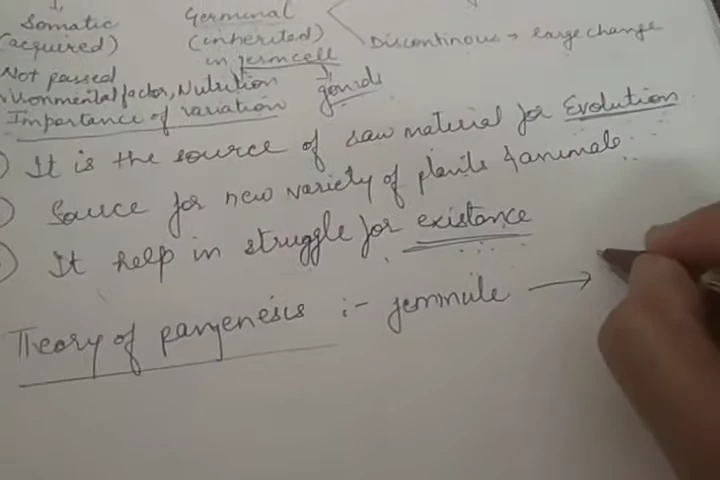 Somatic Germinal
(acquired) (inherited) Discontinous → large change
in germcell
Not passed gonads
vironmental factor, Nutrition
Importance of variation
It is the source of raw material for Evolution
Source for new variety of plants & animals
It help in struggle for existance
Theory of pangenesis :- gemmule →